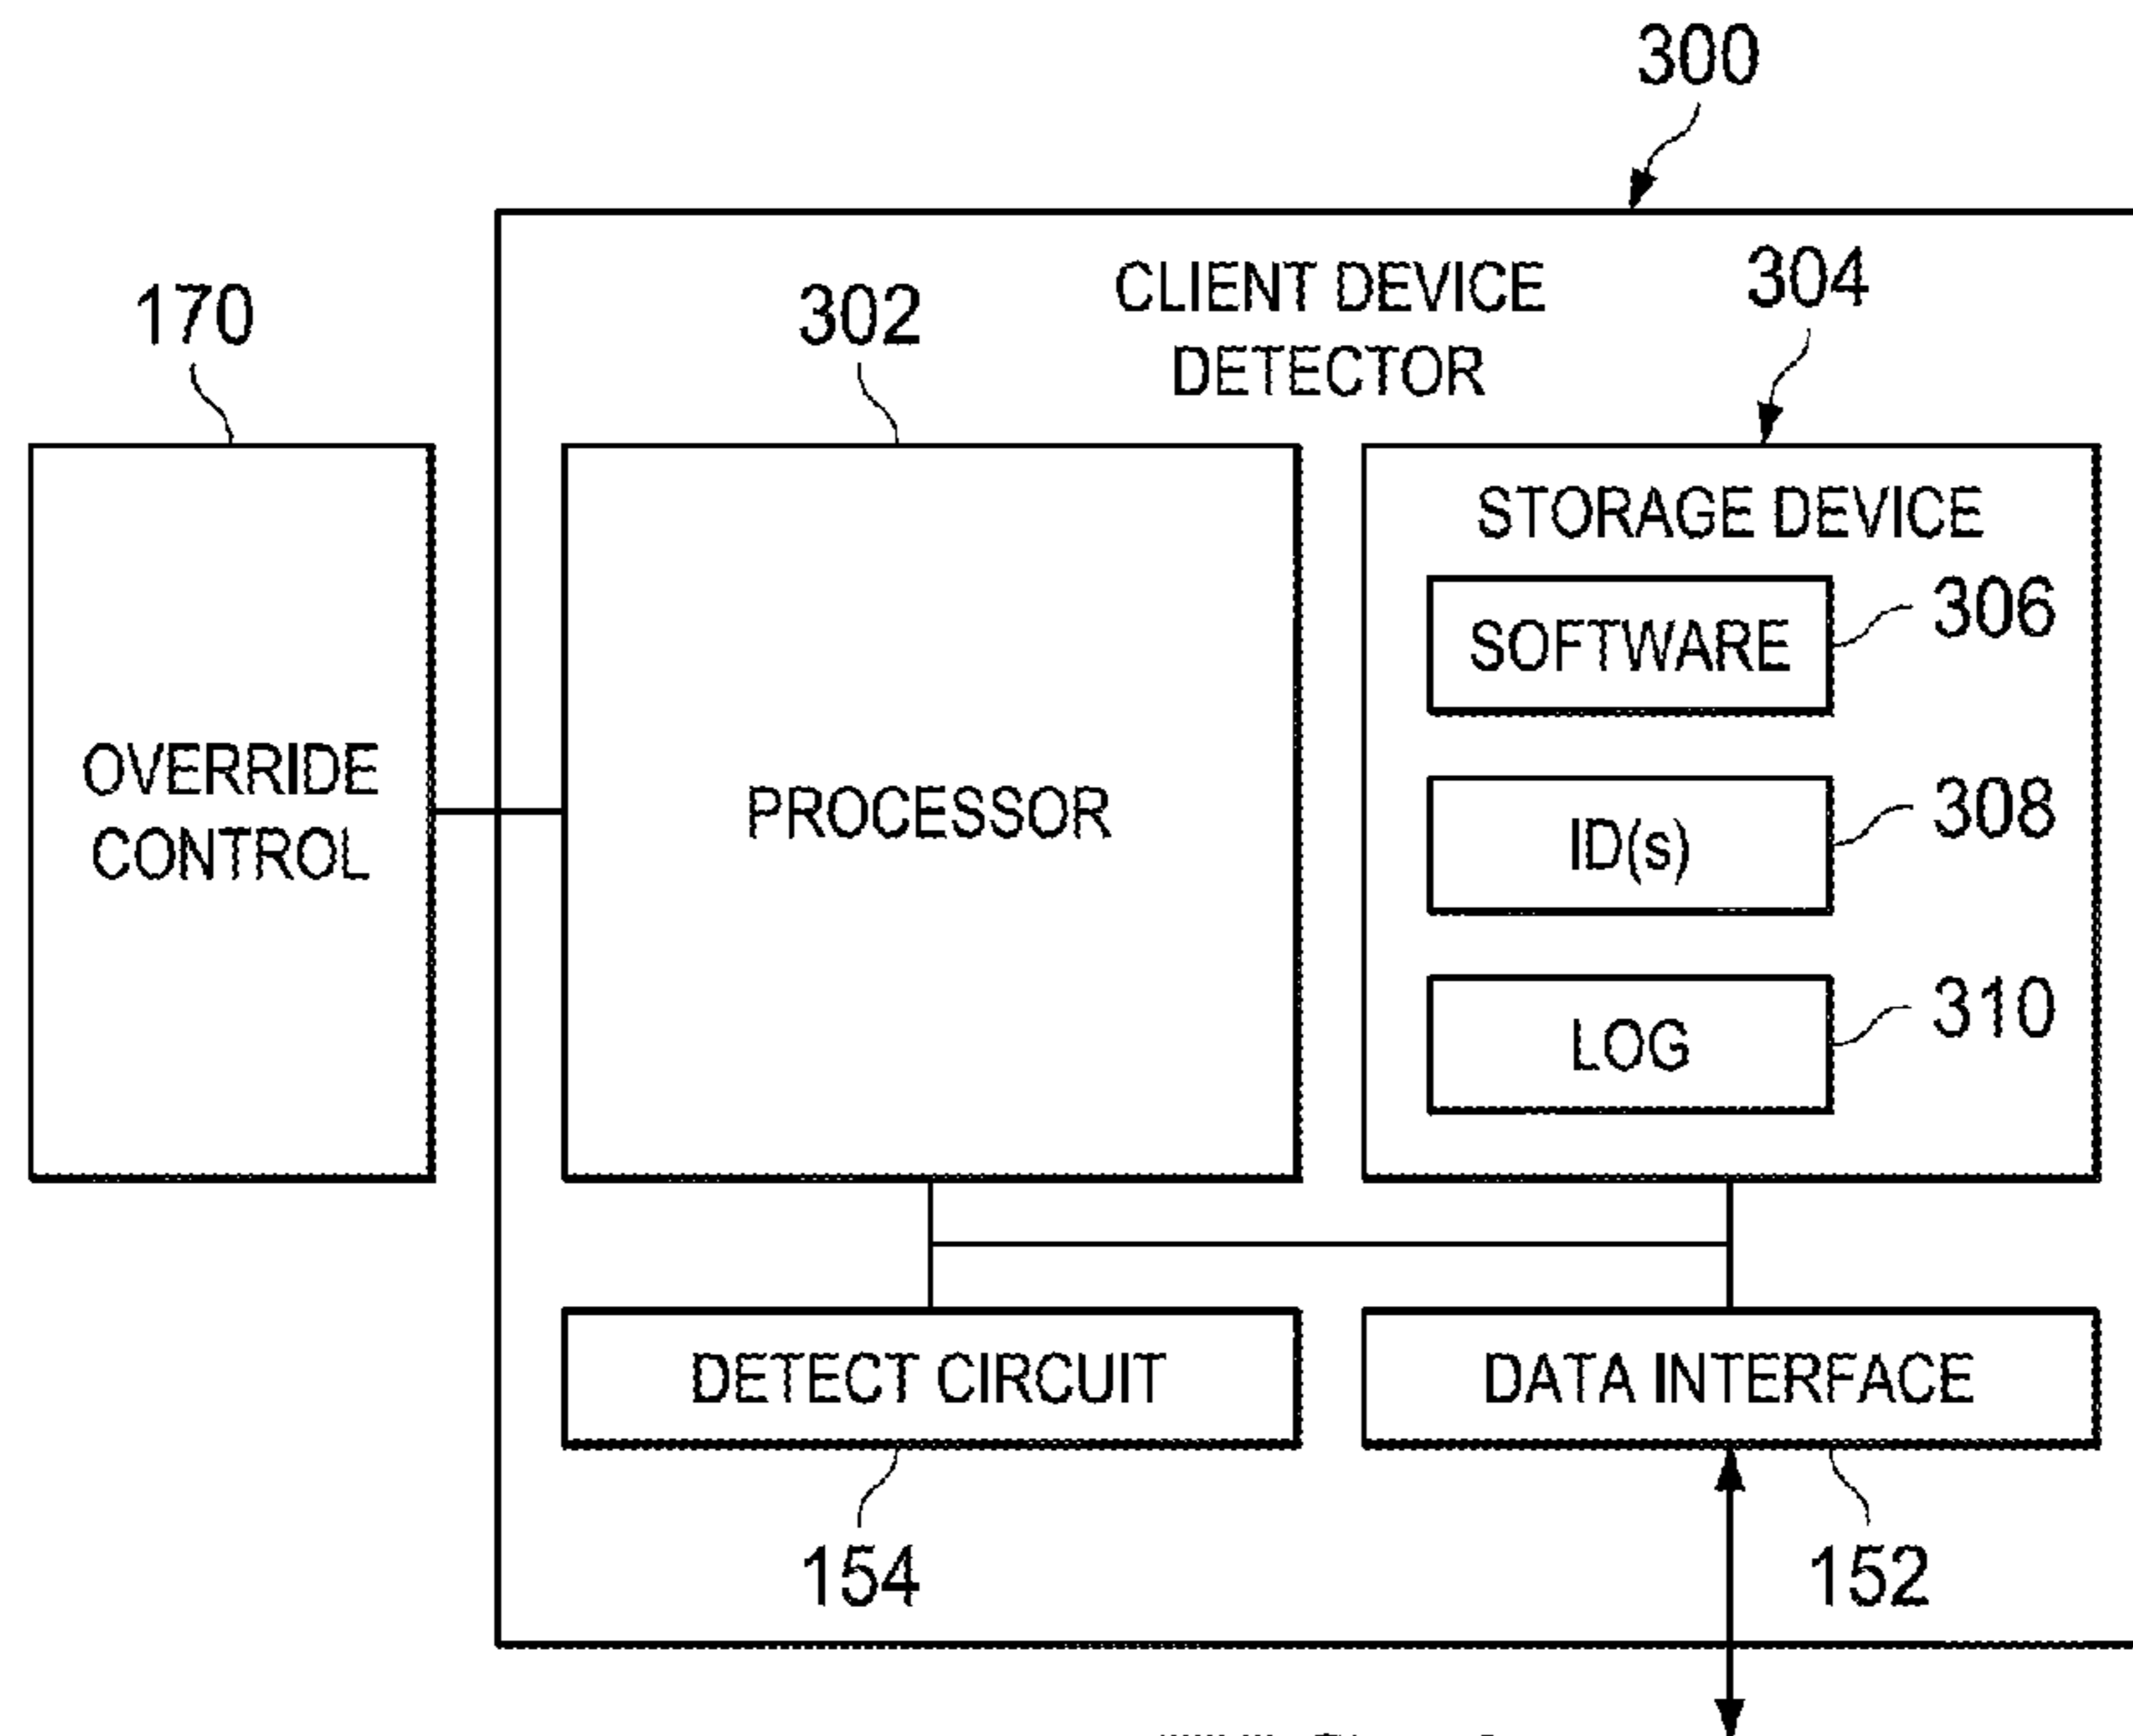 300
CLIENT DEVICE
DETECTOR
304
170
302
STORAGE DEVICE
SOFTWARE
306
OVERRIDE
CONTROL
PROCESSOR
ID(s)
308
LOG
310
DETECT CIRCUIT
DATA INTERFACE
154
152